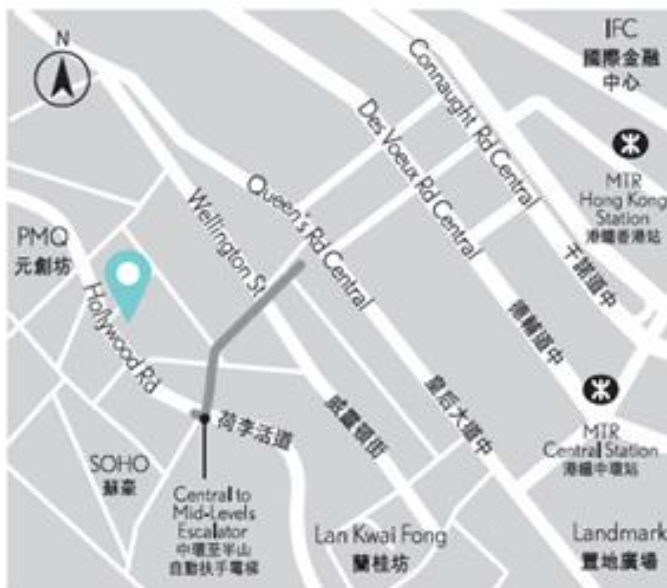 N
IFC
國際金融
中心
Connaught Rd Central
Des Voeux Rd Central
MTR
Hong Kong
Station
港鐵香港站
Queen's Rd Central
Wellington St
PMQ
元創坊
Hollywood Rd
干諾道中
德輔道中
皇后大道中
威靈頓街
荷李活道
MTR
Central Station
港鐵中環站
SOHO
蘇豪
Central to
Mid-Levels
Escalator
中環至半山
自動扶手電梯
Lan Kwai Fong
蘭桂坊
Landmark
置地廣場